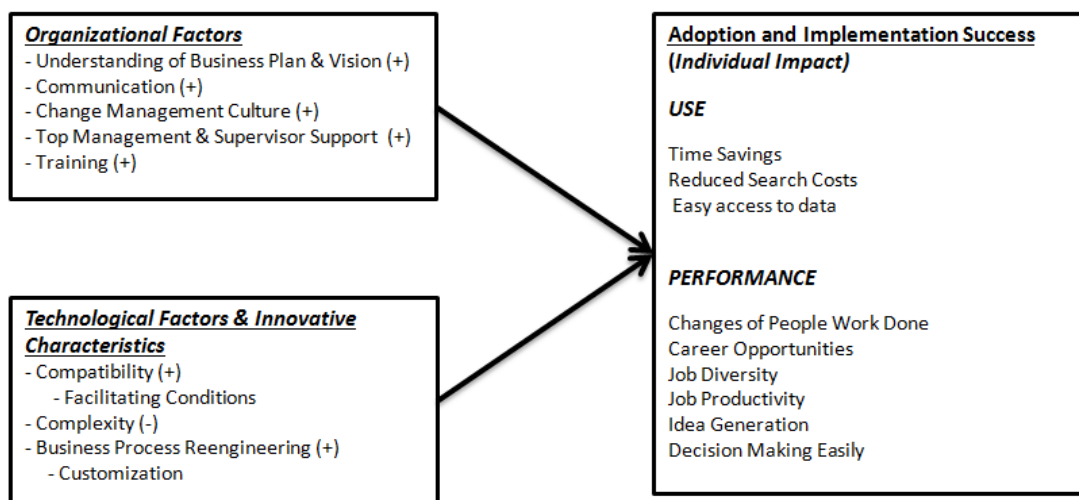 Organizational Factors
- Understanding of Business Plan & Vision (+)
- Communication (+)
- Change Management Culture (+)
- Top Management & Supervisor Support (+)
- Training (+)
Technological Factors & Innovative
Characteristics
- Compatibility (+)
- Facilitating Conditions
- Complexity (-)
- Business Process Reengineering (+)
- Customization
Adoption and Implementation Success
(Individual Impact)
USE
Time Savings
Reduced Search Costs
Easy access to data
PERFORMANCE
Changes of People Work Done
Career Opportunities
Job Diversity
Job Productivity
Idea Generation
Decision Making Easily